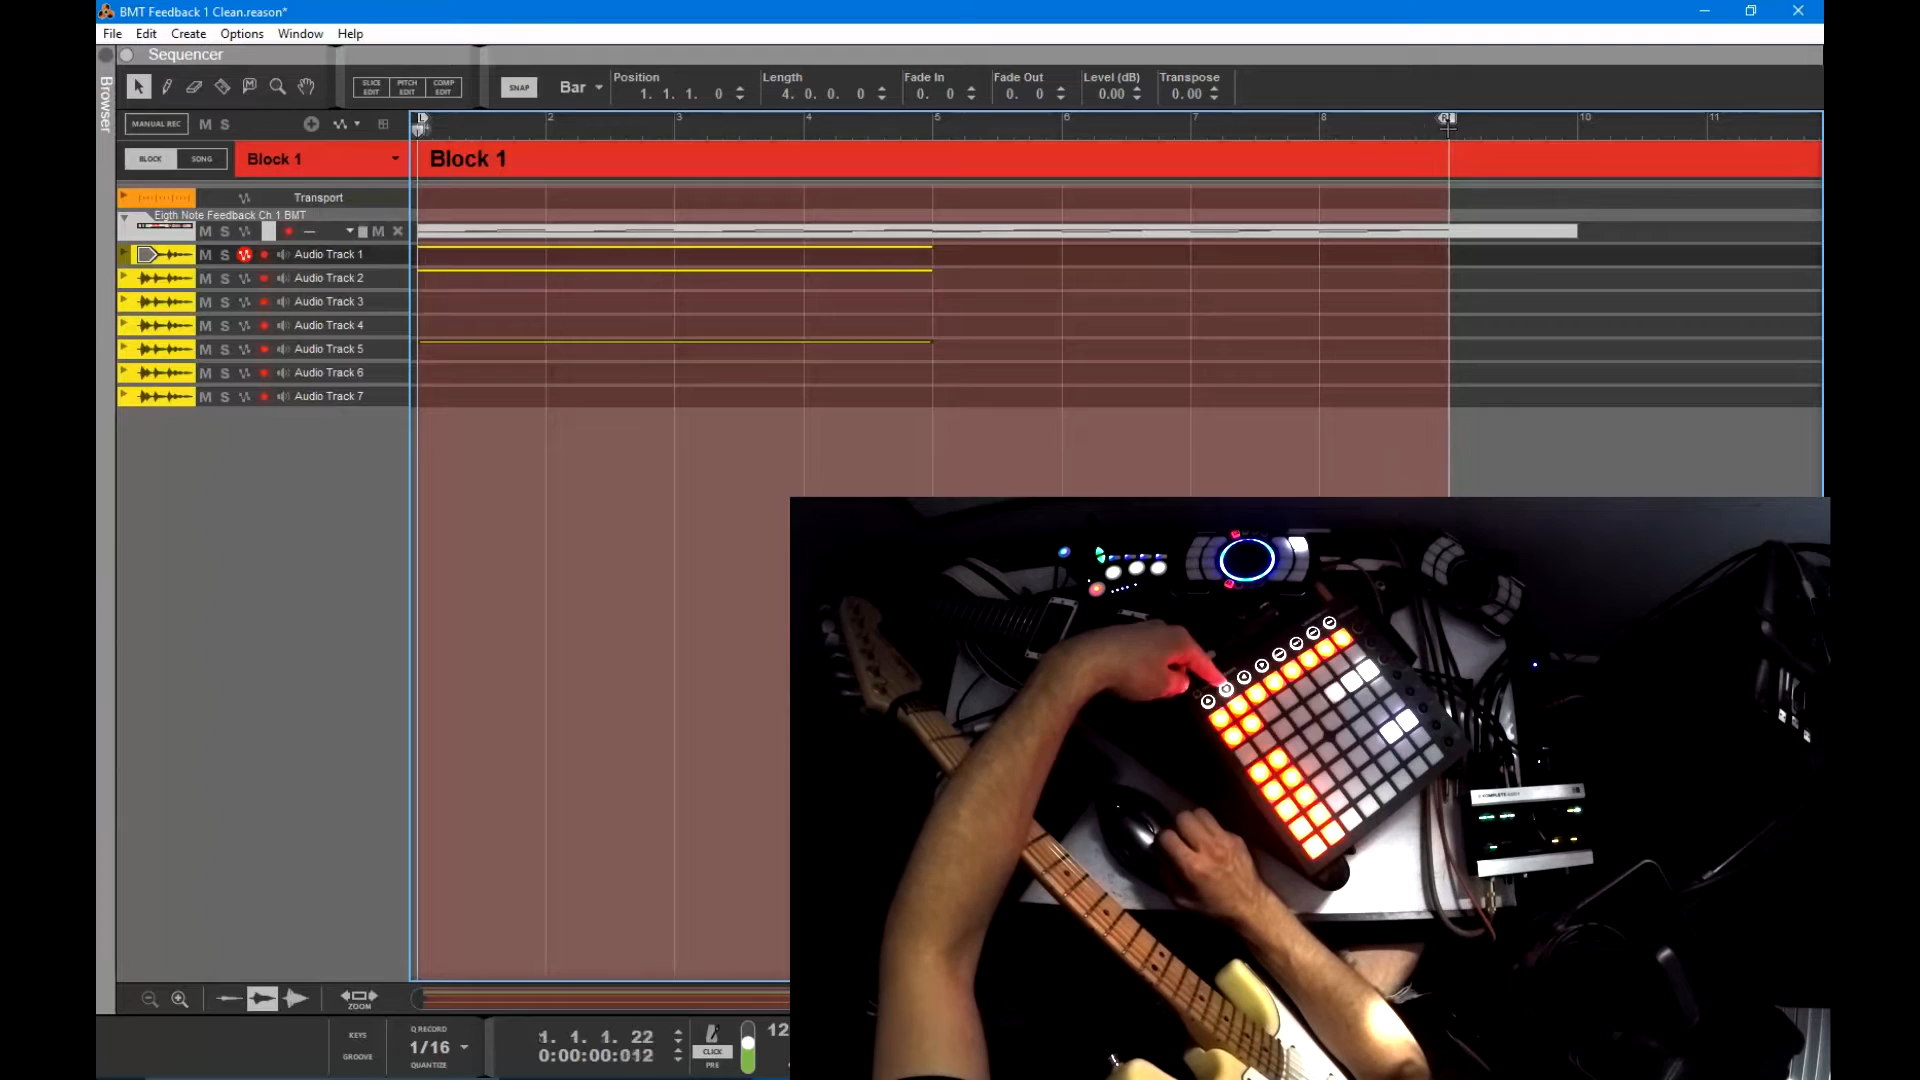 BMT Feedback 1 Clean.reason*
File Edit Create Options Window Help
Sequencer
Browser
SLICE EDIT PITCH EDIT COMP EDIT
SNAP Bar
Position 1. 1. 1. 0
Length 4. 0. 0. 0
Fade In 0. 0
Fade Out 0. 0
Level (dB) 0.00
Transpose 0.00
MANUAL REC M S
L 2 3 4 5 6 7 8 10 11
BLOCK SONG Block 1
Block 1
Transport
Eigth Note Feedback Ch 1 BMT
M S — M
M S Audio Track 1
M S Audio Track 2
M S Audio Track 3
M S Audio Track 4
M S Audio Track 5
M S Audio Track 6
M S Audio Track 7
ZOOM
KEYS
GROOVE
Q RECORD
1/16
QUANTIZE
1. 1. 1. 22
0:00:00:012
CLICK
PRE
12